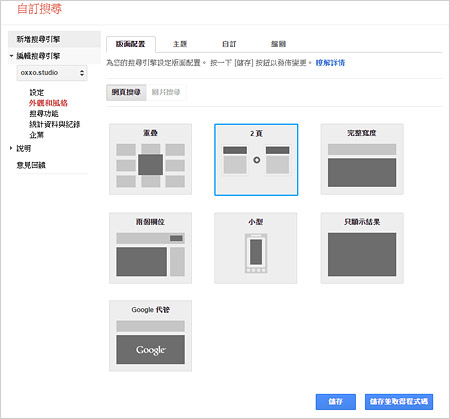 自訂搜尋
新增搜尋引擎
編輯搜尋引擎
oxxo.studio
設定
外觀和風格
搜尋功能
統計資料與紀錄
企業
說明
意見回饋
版面配置 主題 自訂 縮圖
為您的搜尋引擎設定版面配置。 按一下 [儲存] 按鈕以發佈變更。 瞭解詳情
網頁搜尋 圖片搜尋
重疊 2 頁 完整寬度
兩個欄位 小型 只顯示結果
Google 代管
Google
儲存 儲存並取得程式碼